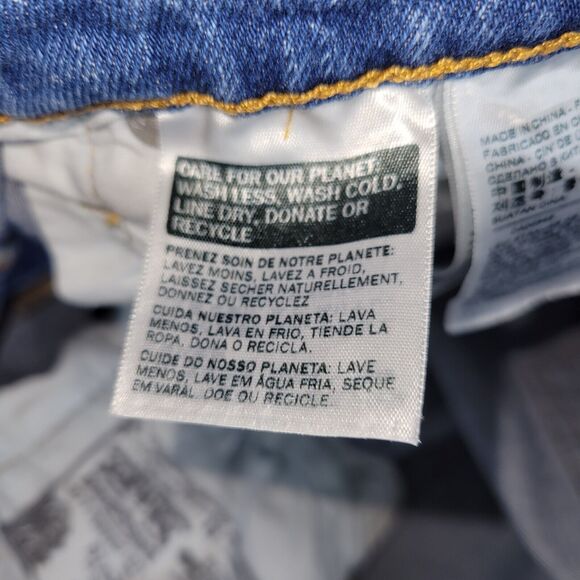 CARE FOR OUR PLANET:
WASH LESS, WASH COLD,
LINE DRY, DONATE OR
RECYCLE
PRENEZ SOIN DE NOTRE PLANETE:
LAVEZ MOINS, LAVEZ A FROID,
LAISSEZ SECHER NATURELLEMENT,
DONNEZ OU RECYCLEZ
CUIDA NUESTRO PLANETA: LAVA
MENOS, LAVA EN FRIO, TIENDE LA
ROPA, DONA O RECICLA.
CUIDE DO NOSSO PLANETA: LAVE
MENOS, LAVE EM ÁGUA FRIA, SEQUE
EM VARAL, DOE OU RECICLE.
MADE IN CHINA
FABRICADO EN
CHINA